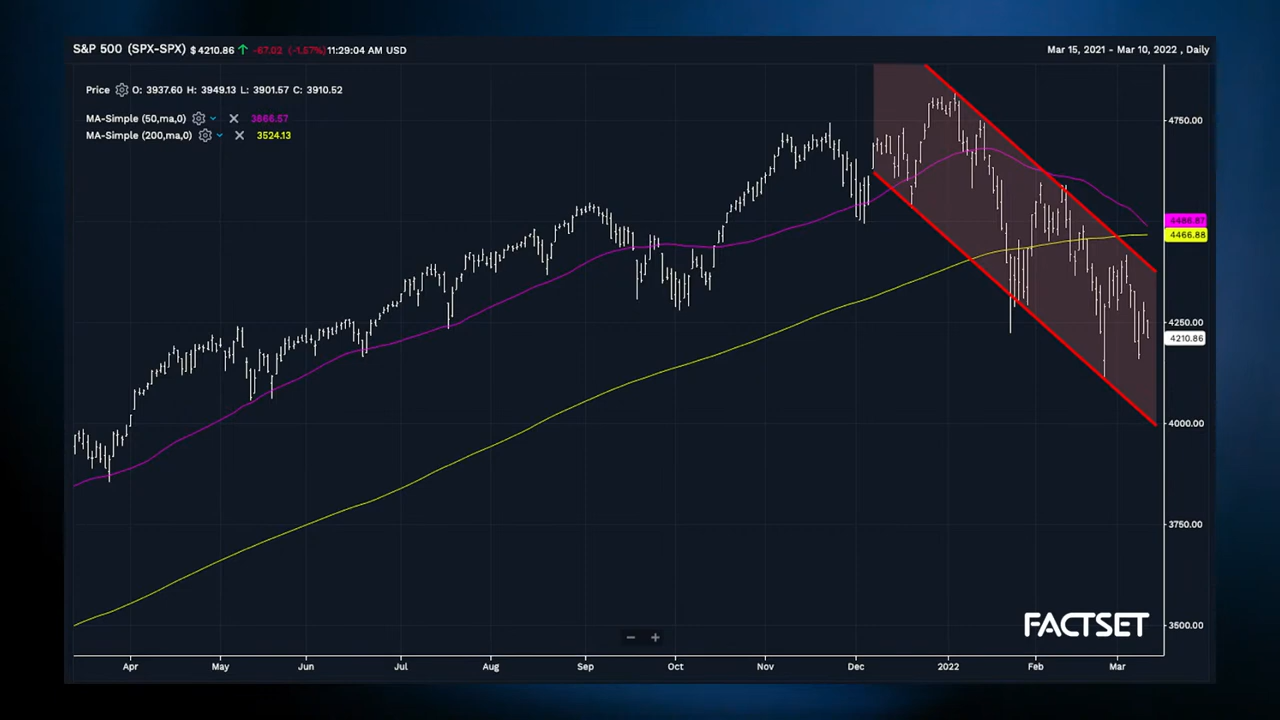 S&P 500 (SPX-SPX) $4210.86 -67.02 (-1.57%) 11:29:04 AM USD
Mar 15, 2021 - Mar 10, 2022 , Daily
Price O: 3937.60 H: 3949.13 L: 3901.57 C: 3910.52
MA-Simple (50,ma,0) 3866.57
MA-Simple (200,ma,0) 3524.13
4750.00
4486.87
4466.88
4250.00
4210.86
4000.00
3750.00
3500.00
FACTSET
Apr May Jun Jul Aug Sep Oct Nov Dec 2022 Feb Mar